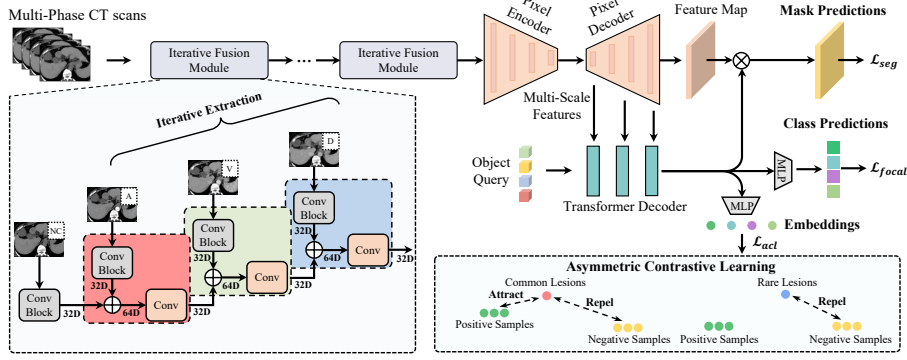 Multi-Phase CT scans
Iterative Fusion
Module
...
Iterative Fusion
Module
Pixel
Encoder
Pixel
Decoder
Feature Map
Mask Predictions
ℒseg
Multi-Scale
Features
Object
Query
Transformer Decoder
MLP
MLP
Class Predictions
ℒfocal
Embeddings
ℒacl
Iterative Extraction
NC
A
V
D
Conv
Block
32D
Conv
Block
32D
64D
Conv
32D
Conv
Block
32D
64D
Conv
32D
Conv
Block
32D
64D
Conv
32D
Asymmetric Contrastive Learning
Common Lesions
Attract
Repel
Positive Samples
Negative Samples
Rare Lesions
Repel
Positive Samples
Negative Samples